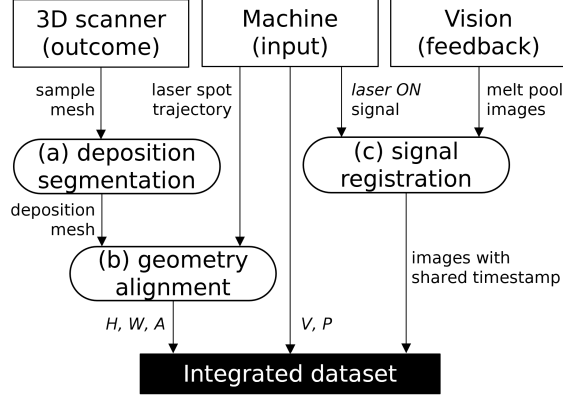 3D scanner
(outcome)
Machine
(input)
Vision
(feedback)
sample
mesh
laser spot
trajectory
laser ON
signal
melt pool
images
(a) deposition
segmentation
(c) signal
registration
deposition
mesh
(b) geometry
alignment
images with
shared timestamp
H, W, A
V, P
Integrated dataset